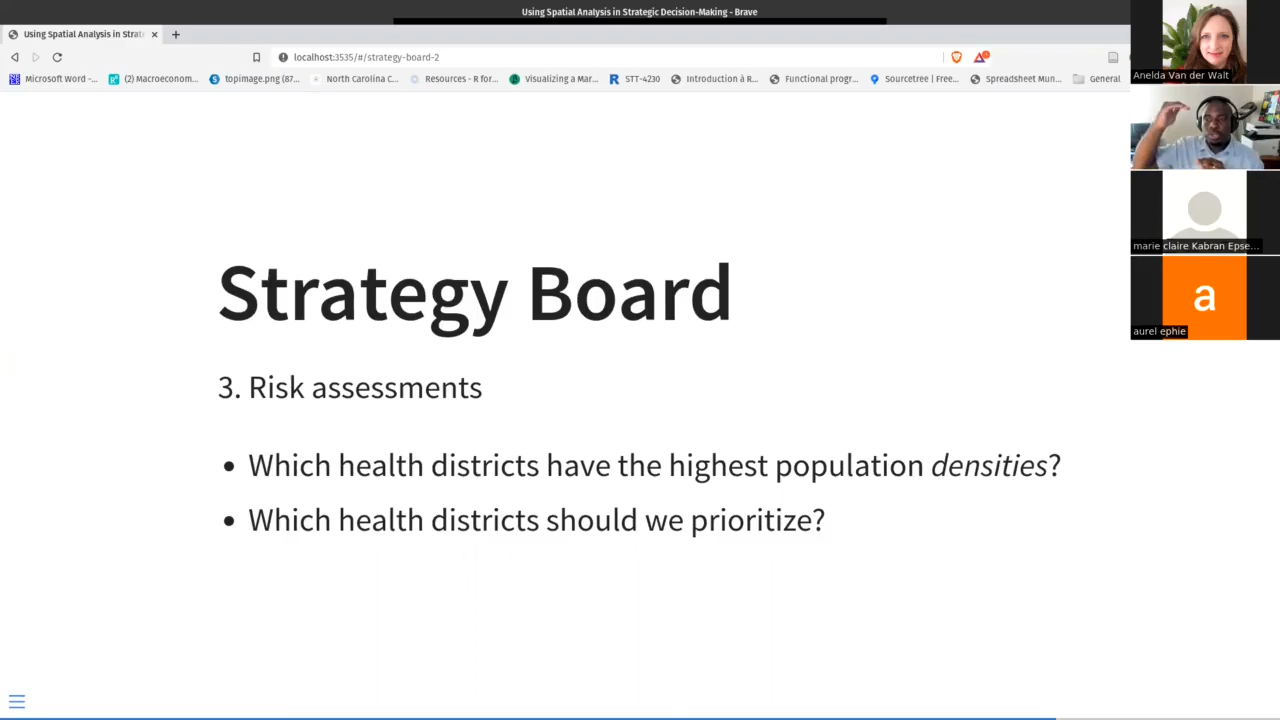 Using Spatial Analysis in Strategic Decision-Making - Brave
Using Spatial Analysis in Strate
localhost:3535/#/strategy-board-2
Microsoft Word -...
(2) Macroeconom...
topimage.png (87...
North Carolina C...
Resources - R for...
Visualizing a Mar...
STT-4230
Introduction à R...
Functional progr...
Sourcetree | Free...
Spreadsheet Mun...
General
Anelda Van der Walt
marie claire Kabran Epse...
a
aurel ephie
Strategy Board
3. Risk assessments
• Which health districts have the highest population densities?
• Which health districts should we prioritize?